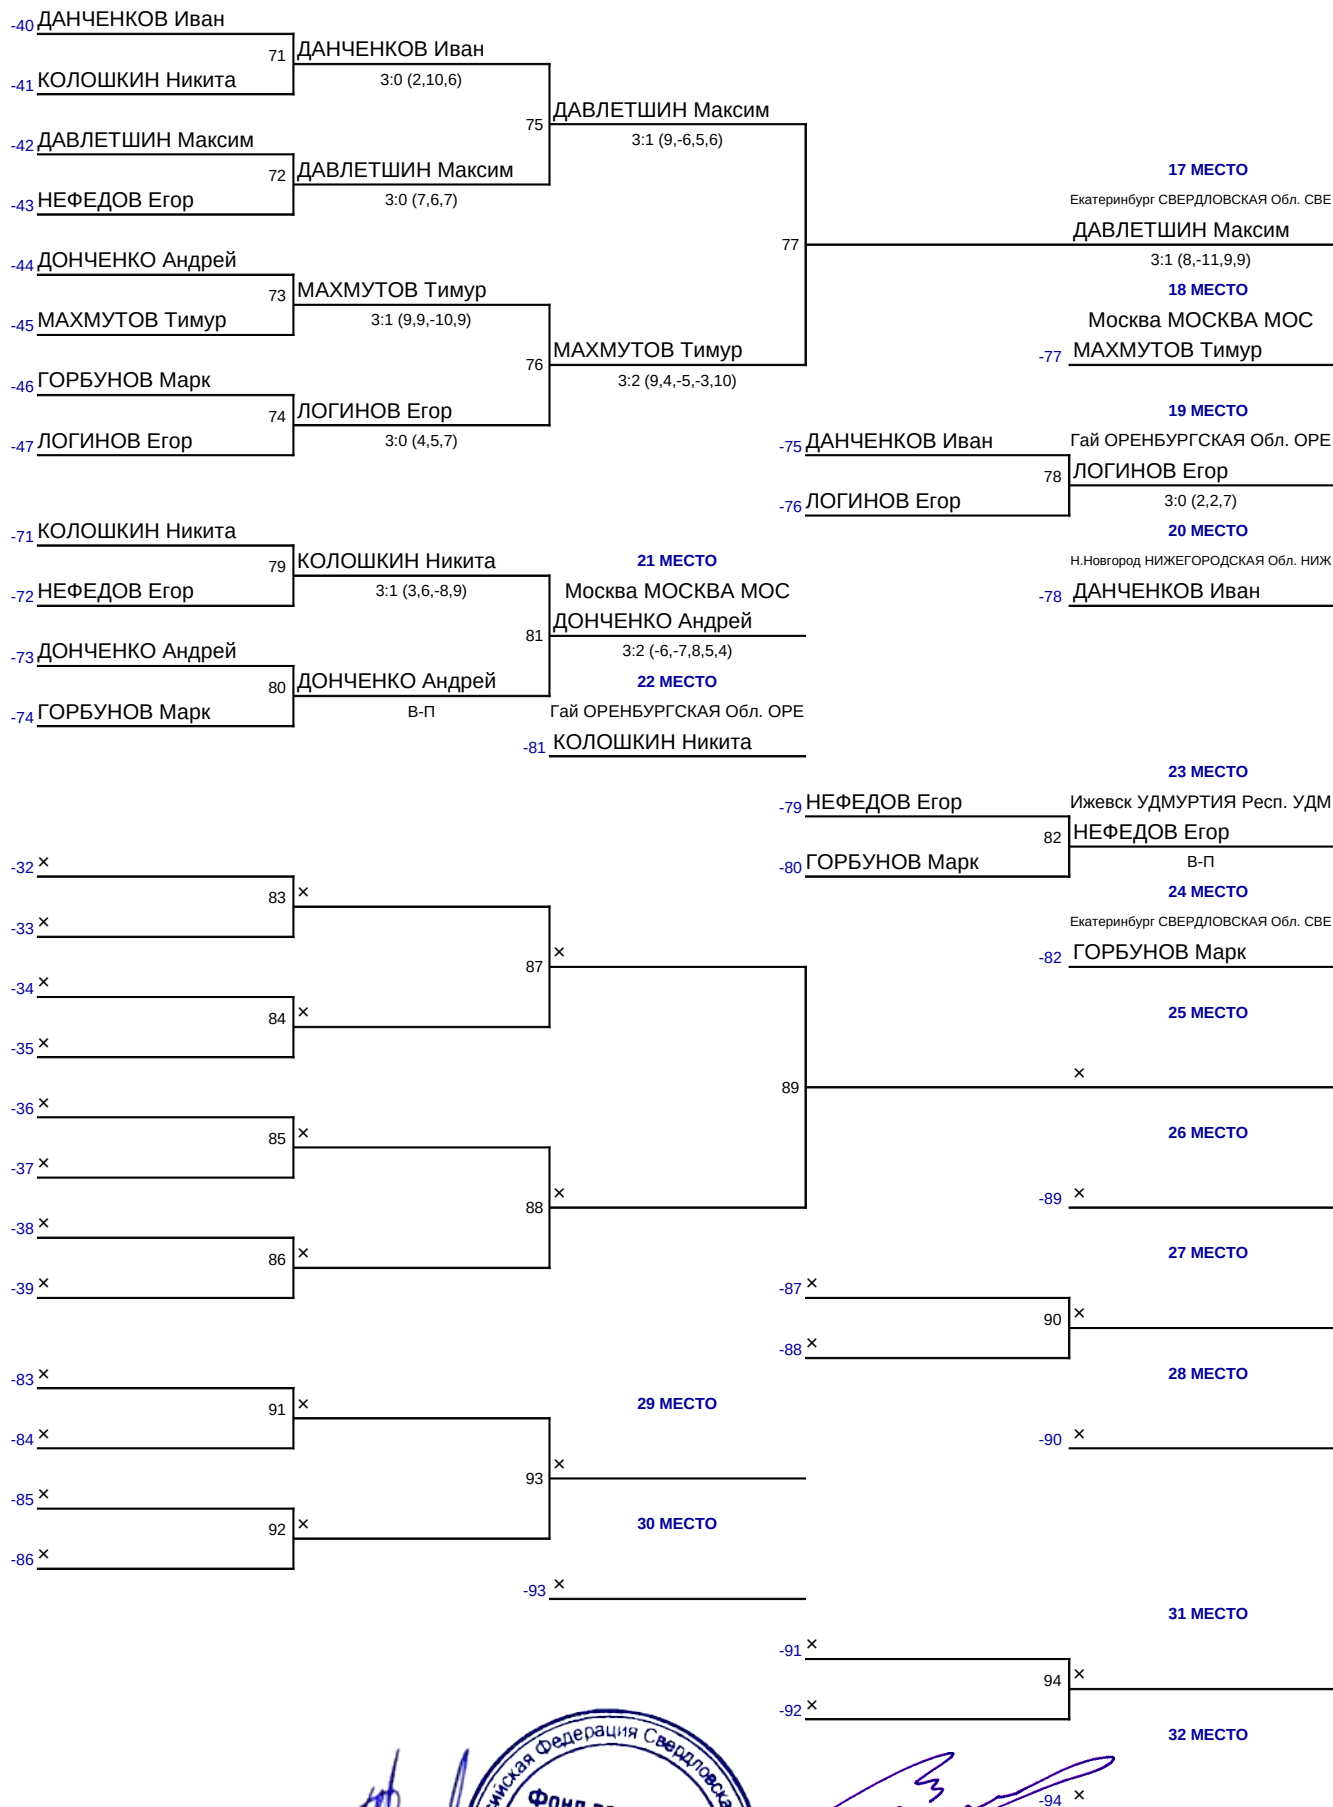 -40 ДАНЧЕНКОВ Иван
71 ДАНЧЕНКОВ Иван
-41 КОЛОШКИН Никита
3:0 (2,10,6)
75 ДАВЛЕТШИН Максим
3:1 (9,-6,5,6)
-42 ДАВЛЕТШИН Максим
72 ДАВЛЕТШИН Максим
-43 НЕФЕДОВ Егор
3:0 (7,6,7)
17 МЕСТО
Екатеринбург СВЕРДЛОВСКАЯ Обл. СВЕ
77 ДАВЛЕТШИН Максим
3:1 (8,-11,9,9)
-44 ДОНЧЕНКО Андрей
73 МАХМУТОВ Тимур
-45 МАХМУТОВ Тимур
3:1 (9,9,-10,9)
18 МЕСТО
Москва МОСКВА МОС
-77 МАХМУТОВ Тимур
76 МАХМУТОВ Тимур
3:2 (9,4,-5,-3,10)
-46 ГОРБУНОВ Марк
74 ЛОГИНОВ Егор
-47 ЛОГИНОВ Егор
3:0 (4,5,7)
19 МЕСТО
-75 ДАНЧЕНКОВ Иван
Гай ОРЕНБУРГСКАЯ Обл. ОРЕ
78 ЛОГИНОВ Егор
-76 ЛОГИНОВ Егор
3:0 (2,2,7)
20 МЕСТО
Н.Новгород НИЖЕГОРОДСКАЯ Обл. НИЖ
-78 ДАНЧЕНКОВ Иван
-71 КОЛОШКИН Никита
79 КОЛОШКИН Никита
-72 НЕФЕДОВ Егор
3:1 (3,6,-8,9)
21 МЕСТО
Москва МОСКВА МОС
81 ДОНЧЕНКО Андрей
3:2 (-6,-7,8,5,4)
-73 ДОНЧЕНКО Андрей
80 ДОНЧЕНКО Андрей
-74 ГОРБУНОВ Марк
В-П
22 МЕСТО
Гай ОРЕНБУРГСКАЯ Обл. ОРЕ
-81 КОЛОШКИН Никита
23 МЕСТО
-79 НЕФЕДОВ Егор
Ижевск УДМУРТИЯ Респ. УДМ
82 НЕФЕДОВ Егор
-80 ГОРБУНОВ Марк
В-П
24 МЕСТО
Екатеринбург СВЕРДЛОВСКАЯ Обл. СВЕ
-82 ГОРБУНОВ Марк
-32 ×
83 ×
-33 ×
87 ×
-34 ×
84 ×
-35 ×
25 МЕСТО
89 ×
-36 ×
85 ×
-37 ×
88 ×
-38 ×
86 ×
-39 ×
26 МЕСТО
-89 ×
27 МЕСТО
-87 ×
90 ×
-88 ×
28 МЕСТО
-90 ×
-83 ×
91 ×
-84 ×
29 МЕСТО
93 ×
-85 ×
92 ×
-86 ×
30 МЕСТО
-93 ×
31 МЕСТО
-91 ×
94 ×
-92 ×
32 МЕСТО
-94 ×
Федерация